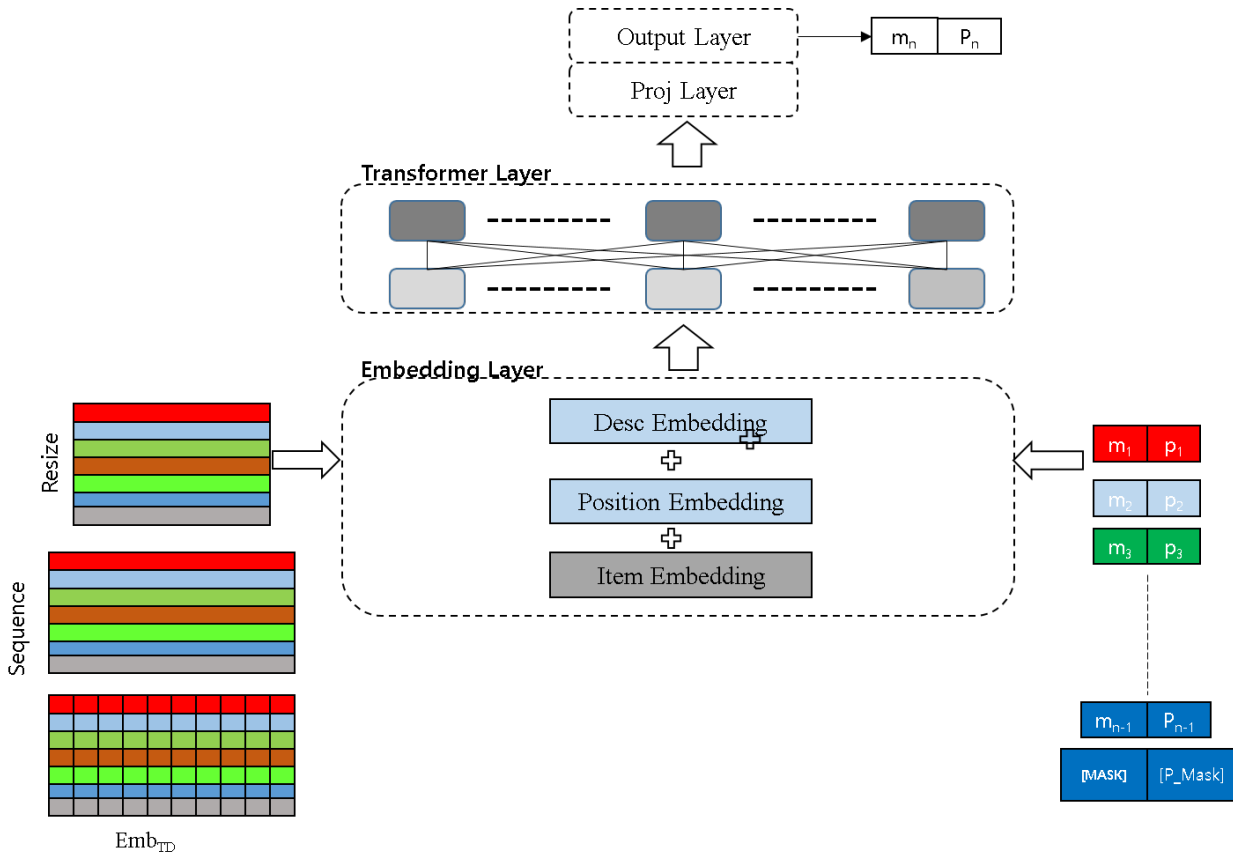 Output Layer
mₙ Pₙ
Proj Layer
Transformer Layer
Embedding Layer
Desc Embedding
Position Embedding
Item Embedding
Resize
Sequence
Emb_TD
m₁ p₁
m₂ p₂
m₃ p₃
mₙ₋₁ Pₙ₋₁
[MASK] [P_Mask]